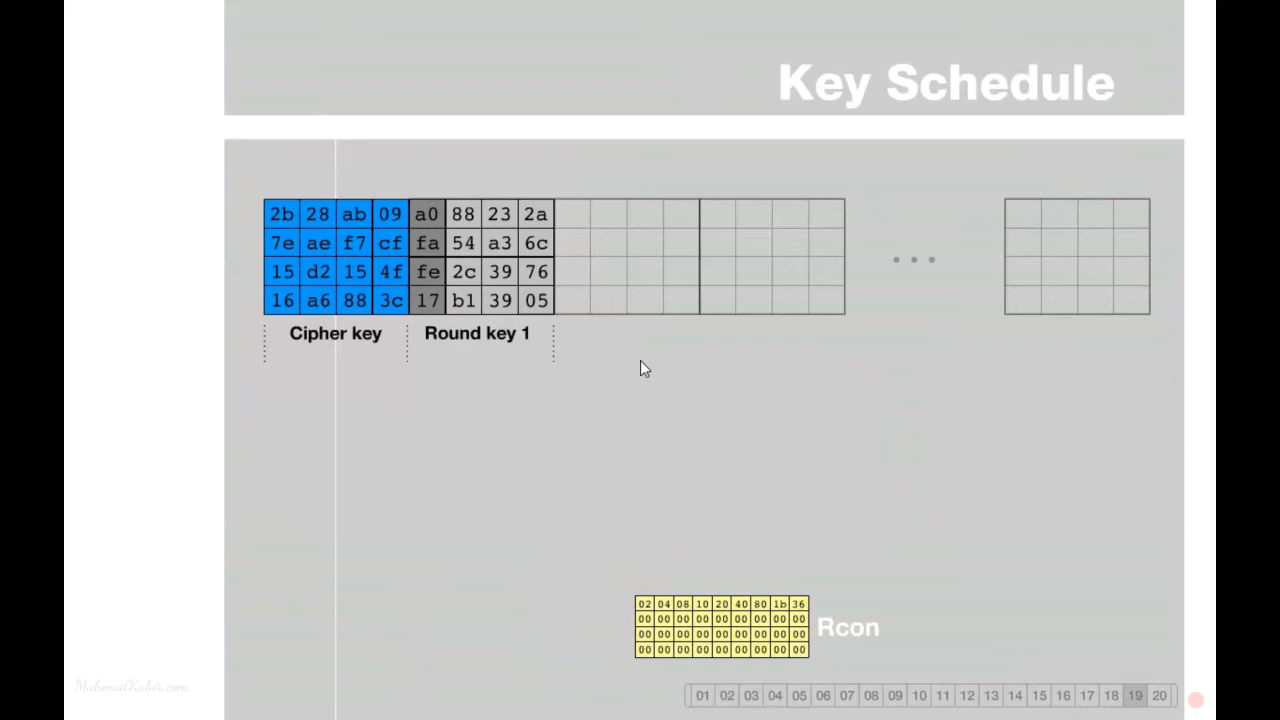 Key Schedule
2b 28 ab 09 a0 88 23 2a
7e ae f7 cf fa 54 a3 6c
15 d2 15 4f fe 2c 39 76
16 a6 88 3c 17 b1 39 05
Cipher key Round key 1
02 04 08 10 20 40 80 1b 36
00 00 00 00 00 00 00 00 00
00 00 00 00 00 00 00 00 00
00 00 00 00 00 00 00 00 00
Rcon
MahmudKabir.com
01 02 03 04 05 06 07 08 09 10 11 12 13 14 15 16 17 18 19 20